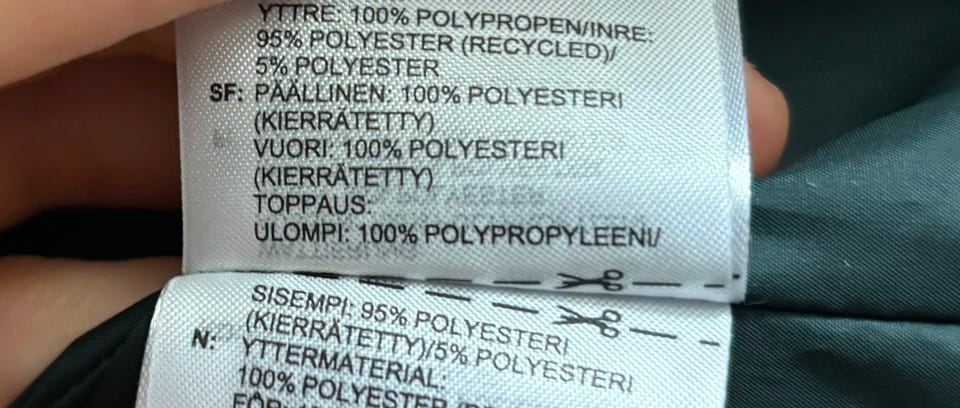 YTTRE: 100% POLYPROPEN/INRE:
95% POLYESTER (RECYCLED)/
5% POLYESTER
SF: PÄÄLLINEN: 100% POLYESTERI
(KIERRÄTETTY)
VUORI: 100% POLYESTERI
(KIERRÄTETTY)
TOPPAUS:
ULOMPI: 100% POLYPROPYLEENI/
SISEMPI: 95% POLYESTERI
(KIERRÄTETTY)/5% POLYESTERI
N: YTTERMATERIAL:
100% POLYESTER